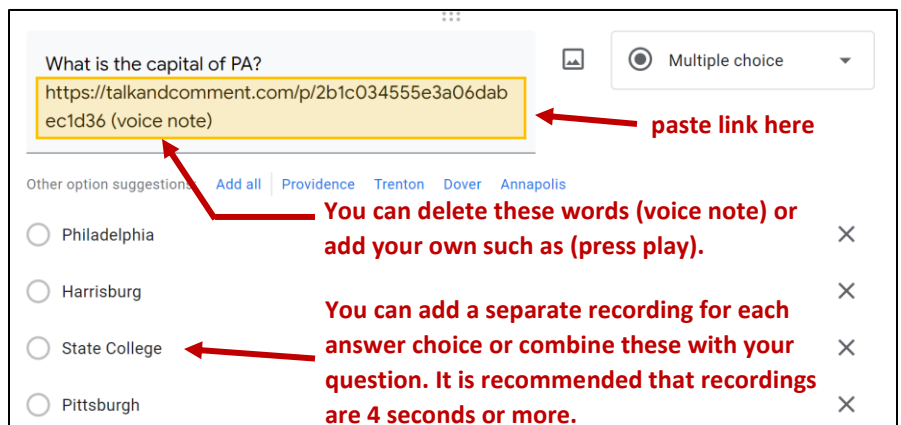 What is the capital of PA?
Multiple choice
https://talkandcomment.com/p/2b1c034555e3a06dab
ec1d36 (voice note)
paste link here
Other option suggestions Add all Providence Trenton Dover Annapolis
You can delete these words (voice note) or
add your own such as (press play).
Philadelphia
Harrisburg
You can add a separate recording for each
answer choice or combine these with your
question. It is recommended that recordings
are 4 seconds or more.
State College
Pittsburgh